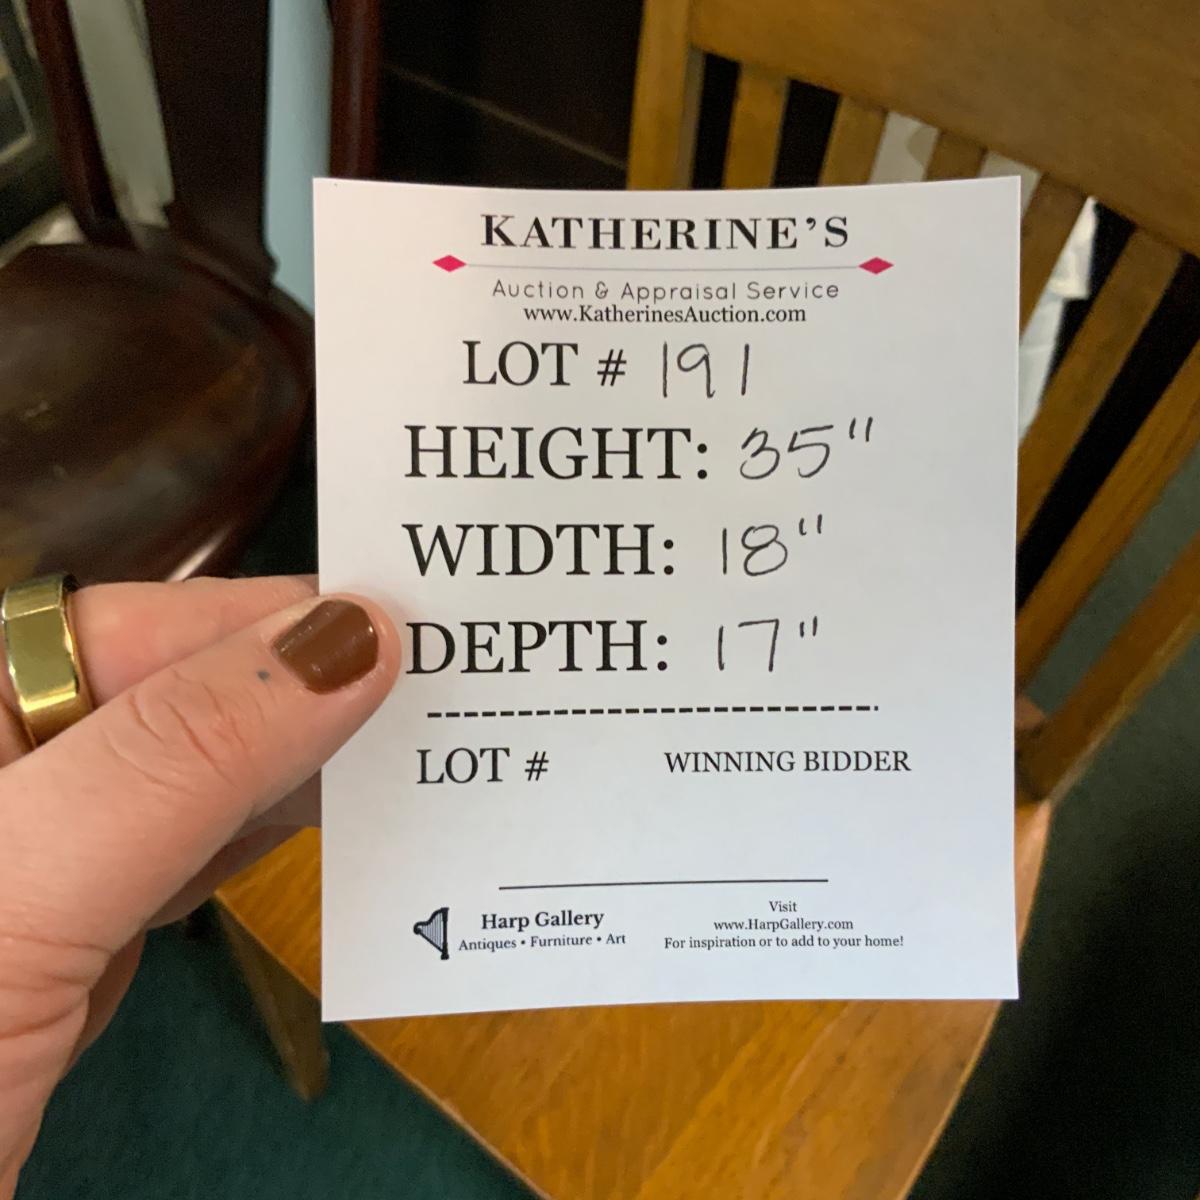 KATHERINE'S
Auction & Appraisal Service
www.KatherinesAuction.com
LOT # 191
HEIGHT: 35"
WIDTH: 18"
DEPTH: 17"
------------------------.
LOT # WINNING BIDDER
Harp Gallery
Antiques • Furniture • Art
Visit
www.HarpGallery.com
For inspiration or to add to your home!